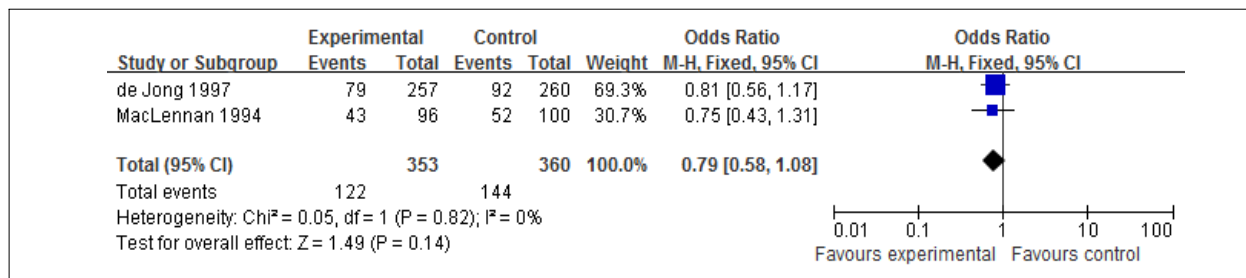 Experimental Control Odds Ratio Odds Ratio
Study or Subgroup Events Total Events Total Weight M-H, Fixed, 95% CI M-H, Fixed, 95% CI
de Jong 1997 79 257 92 260 69.3% 0.81 [0.56, 1.17]
MacLennan 1994 43 96 52 100 30.7% 0.75 [0.43, 1.31]
Total (95% CI) 353 360 100.0% 0.79 [0.58, 1.08]
Total events 122 144
Heterogeneity: Chi² = 0.05, df = 1 (P = 0.82); I² = 0%
Test for overall effect: Z = 1.49 (P = 0.14)
0.01 0.1 1 10 100
Favours experimental Favours control